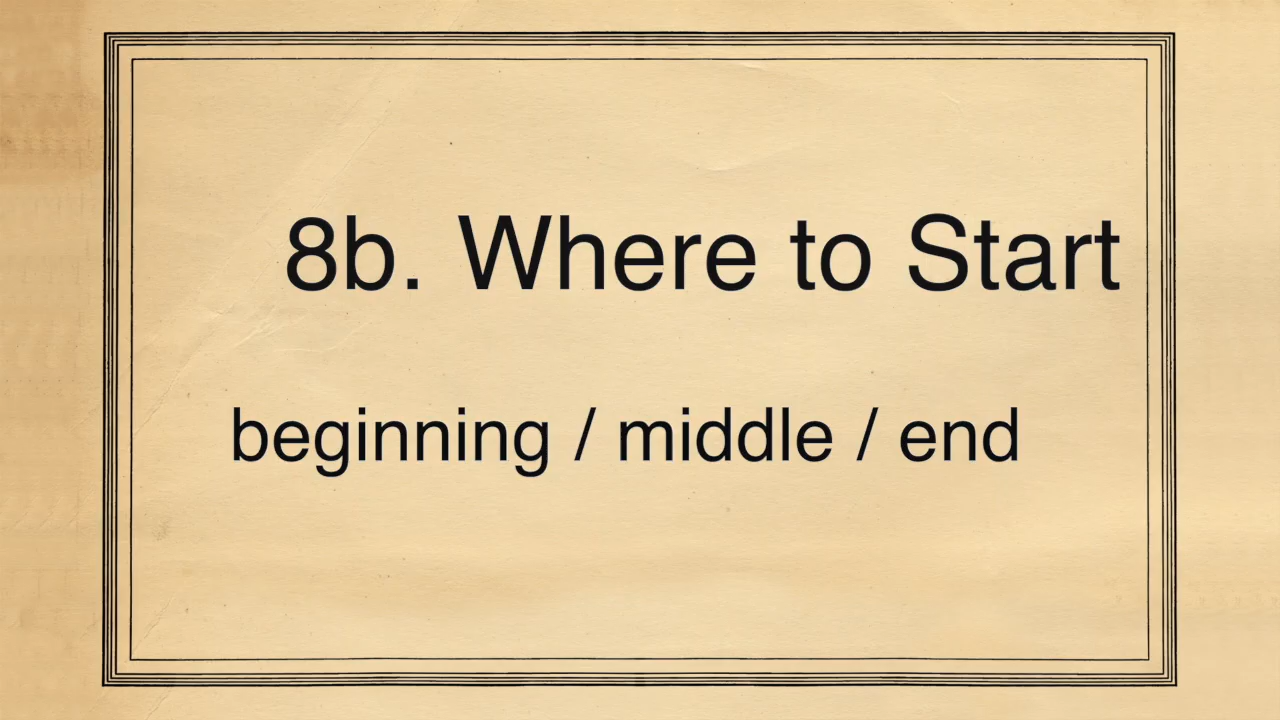 8b. Where to Start
beginning / middle / end